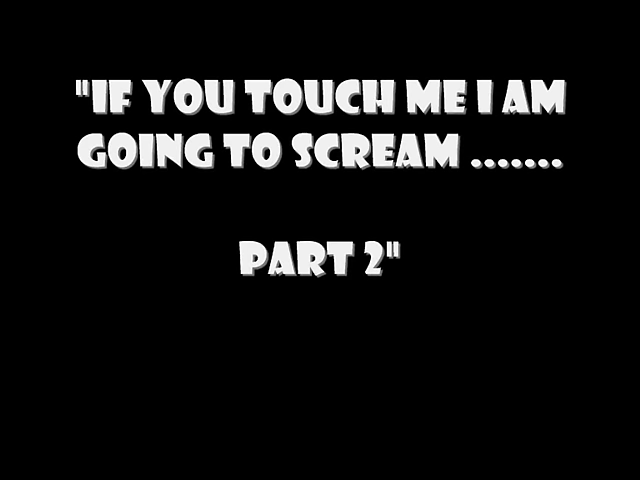 "IF YOU TOUCH ME I AM
GOING TO SCREAM .......
PART 2"